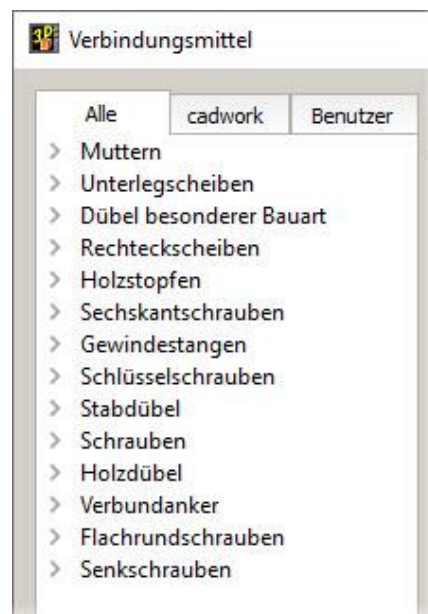 Verbindungsmittel
Alle cadwork Benutzer
Muttern
Unterlegscheiben
Dübel besonderer Bauart
Rechteckscheiben
Holzstopfen
Sechskantschrauben
Gewindestangen
Schlüsselschrauben
Stabdübel
Schrauben
Holzdübel
Verbundanker
Flachrundschrauben
Senkschrauben